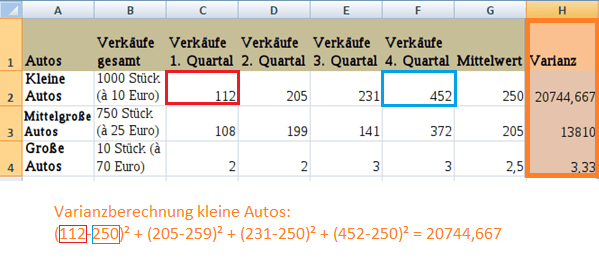 A B C D E F G H
Verkäufe Verkäufe Verkäufe Verkäufe Verkäufe
1 Autos gesamt 1. Quartal 2. Quartal 3. Quartal 4. Quartal Mittelwert Varianz
Kleine 1000 Stück
2 Autos (à 10 Euro) 112 205 231 452 250 20744,667
Mittelgroße 750 Stück
3 Autos (à 25 Euro) 108 199 141 372 205 13810
Große 10 Stück (à
4 Autos 70 Euro) 2 2 3 3 2,5 3,33
Varianzberechnung kleine Autos:
(112-250)² + (205-259)² + (231-250)² + (452-250)² = 20744,667